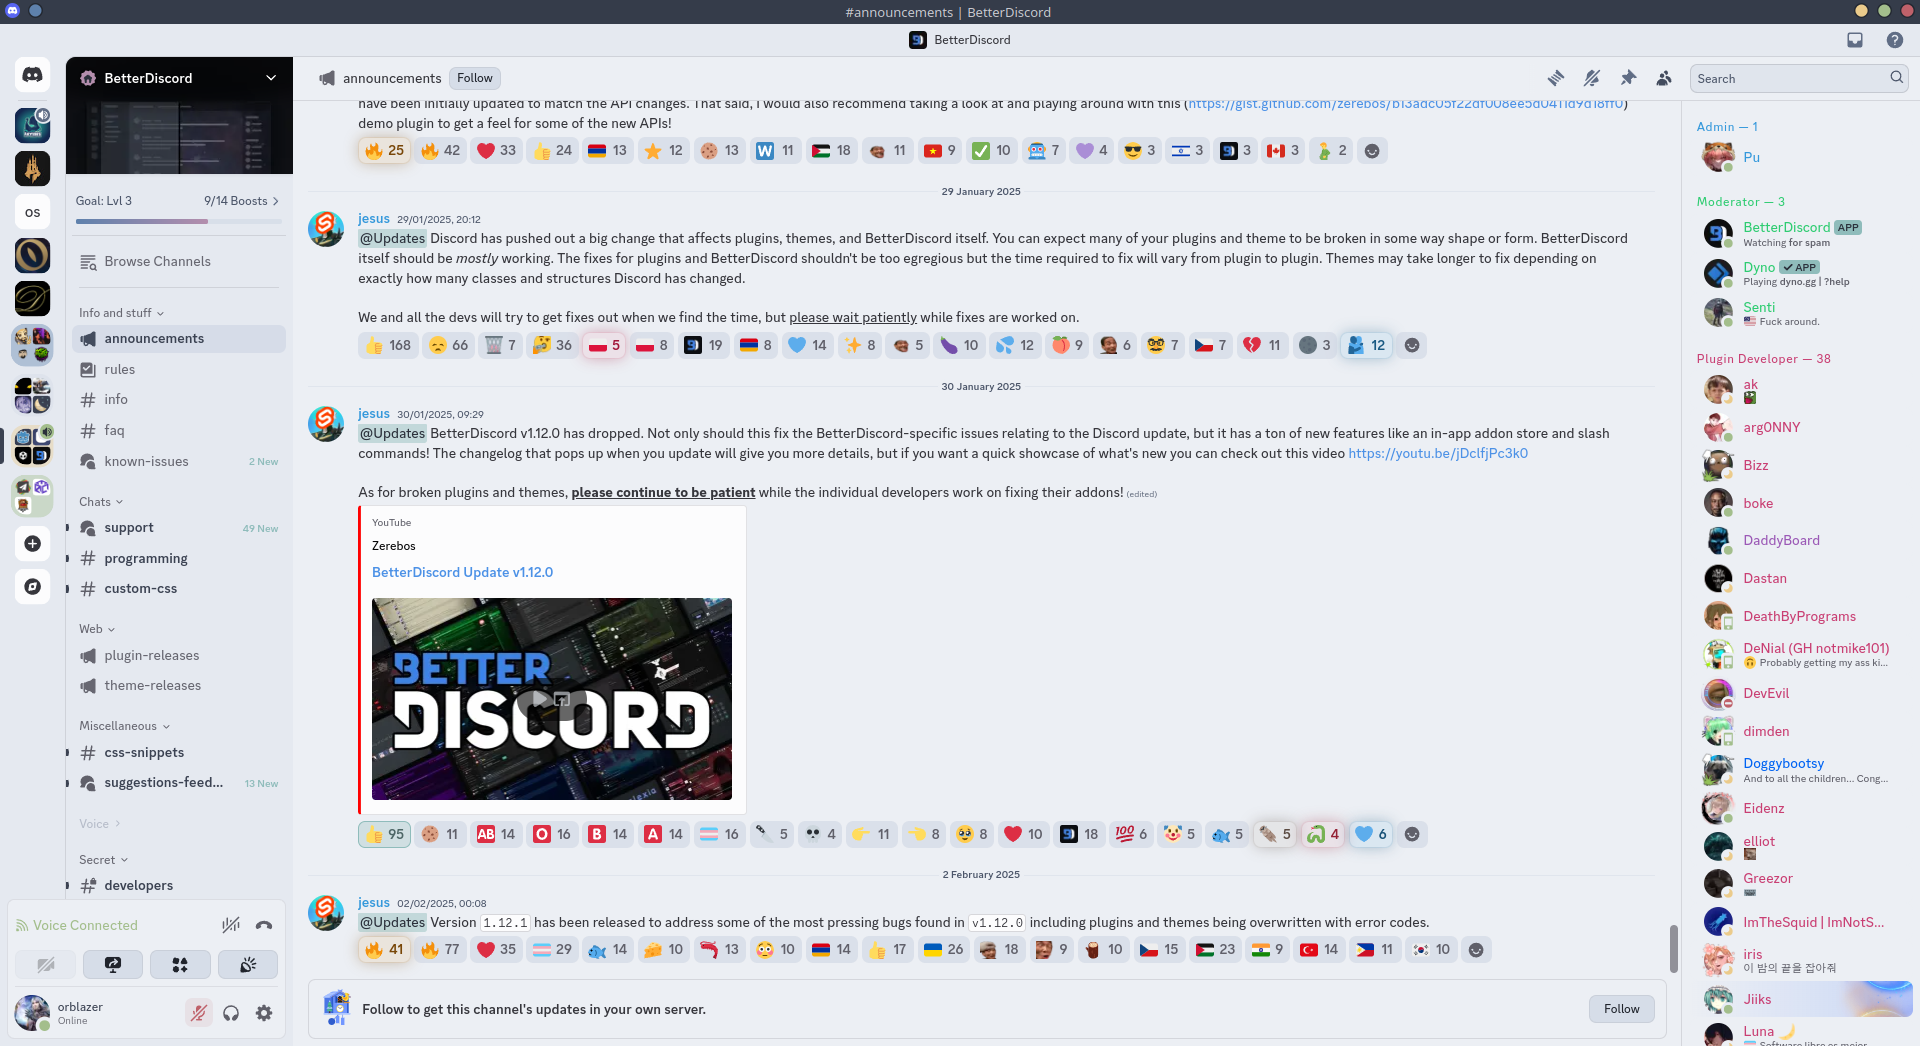 #announcements | BetterDiscord
BetterDiscord
BetterDiscord
Goal: Lvl 3
9/14 Boosts
Browse Channels
Info and stuff
announcements
rules
info
faq
known-issues
2 New
Chats
support
49 New
programming
custom-css
Web
plugin-releases
theme-releases
Miscellaneous
css-snippets
suggestions-feed...
13 New
Voice
Secret
developers
Voice Connected
orblazer
Online
OS
announcements
Follow
Search
have been initially updated to match the API changes. That said, I would also recommend taking a look at and playing around with this (
demo plugin to get a feel for some of the new APIs!
25 42 33 24 13 12 13 W 11 18 11 9 10 7 4 3 3 3 3 2
29 January 2025
jesus 29/01/2025, 20:12
@Updates Discord has pushed out a big change that affects plugins, themes, and BetterDiscord itself. You can expect many of your plugins and theme to be broken in some way shape or form. BetterDiscord
itself should be mostly working. The fixes for plugins and BetterDiscord shouldn't be too egregious but the time required to fix will vary from plugin to plugin. Themes may take longer to fix depending on
exactly how many classes and structures Discord has changed.
We and all the devs will try to get fixes out when we find the time, but please wait patiently while fixes are worked on.
168 66 7 36 5 8 19 8 14 8 5 10 12 9 6 7 7 11 3 12
30 January 2025
jesus 30/01/2025, 09:29
@Updates BetterDiscord v1.12.0 has dropped. Not only should this fix the BetterDiscord-specific issues relating to the Discord update, but it has a ton of new features like an in-app addon store and slash
commands! The changelog that pops up when you update will give you more details, but if you want a quick showcase of what's new you can check out this video https://youtu.be/jDclfjPc3k0
As for broken plugins and themes, please continue to be patient while the individual developers work on fixing their addons! (edited)
YouTube
Zerebos
BetterDiscord Update v1.12.0
BETTER
DISCORD
95 11 AB 14 O 16 B 14 A 14 16 5 4 11 8 8 10 18 100 6 5 5 5 4 6
2 February 2025
jesus 02/02/2025, 00:08
@Updates Version 1.12.1 has been released to address some of the most pressing bugs found in v1.12.0 including plugins and themes being overwritten with error codes.
41 77 35 29 14 10 13 10 14 17 26 18 9 10 15 23 9 14 11 10
Follow to get this channel's updates in your own server.
Follow
Admin — 1
Pu
Moderator — 3
BetterDiscord APP
Watching for spam
Dyno APP
Playing dyno.gg | ?help
Senti
Fuck around.
Plugin Developer — 38
ak
arg0NNY
Bizz
boke
DaddyBoard
Dastan
DeathByPrograms
DeNial (GH notmike101)
Probably getting my ass ki...
DevEvil
dimden
Doggybootsy
And to all the children... Cong...
Eidenz
elliot
Greezor
ImTheSquid | ImNotS...
iris
이 밤의 끝을 잡아줘
Jiiks
Luna
Software libre es mejor